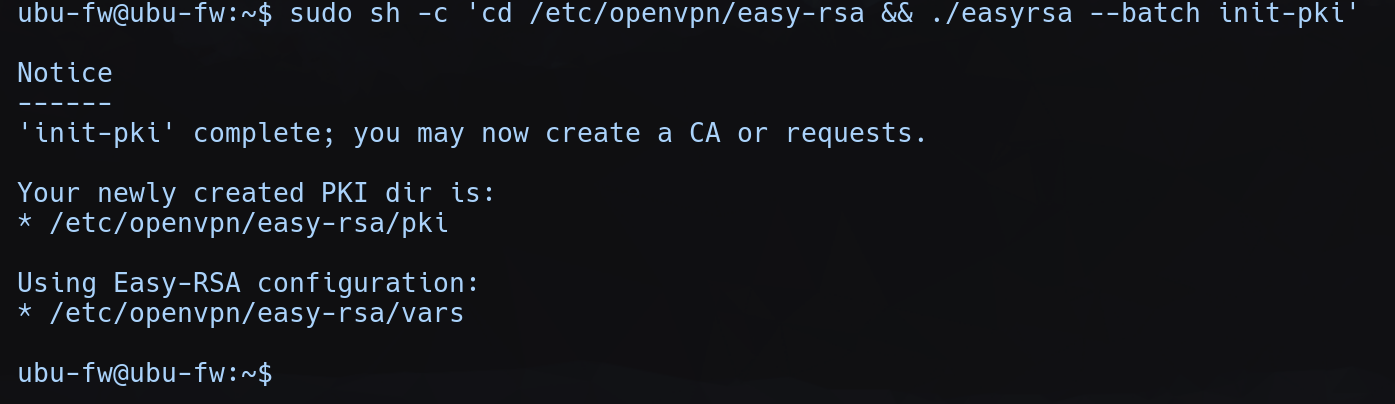 ubu-fw@ubu-fw:~$ sudo sh -c 'cd /etc/openvpn/easy-rsa && ./easyrsa --batch init-pki'
Notice
------
'init-pki' complete; you may now create a CA or requests.
Your newly created PKI dir is:
* /etc/openvpn/easy-rsa/pki
Using Easy-RSA configuration:
* /etc/openvpn/easy-rsa/vars
ubu-fw@ubu-fw:~$